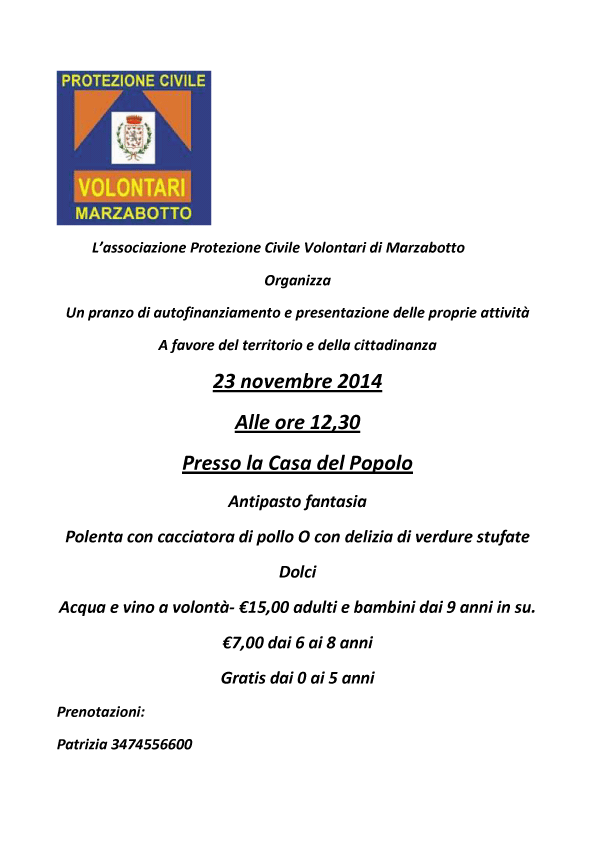 PROTEZIONE CIVILE
VOLONTARI
MARZABOTTO
L’associazione Protezione Civile Volontari di Marzabotto
Organizza
Un pranzo di autofinanziamento e presentazione delle proprie attività
A favore del territorio e della cittadinanza
23 novembre 2014
Alle ore 12,30
Presso la Casa del Popolo
Antipasto fantasia
Polenta con cacciatora di pollo O con delizia di verdure stufate
Dolci
Acqua e vino a volontà- €15,00 adulti e bambini dai 9 anni in su.
€7,00 dai 6 ai 8 anni
Gratis dai 0 ai 5 anni
Prenotazioni:
Patrizia 3474556600